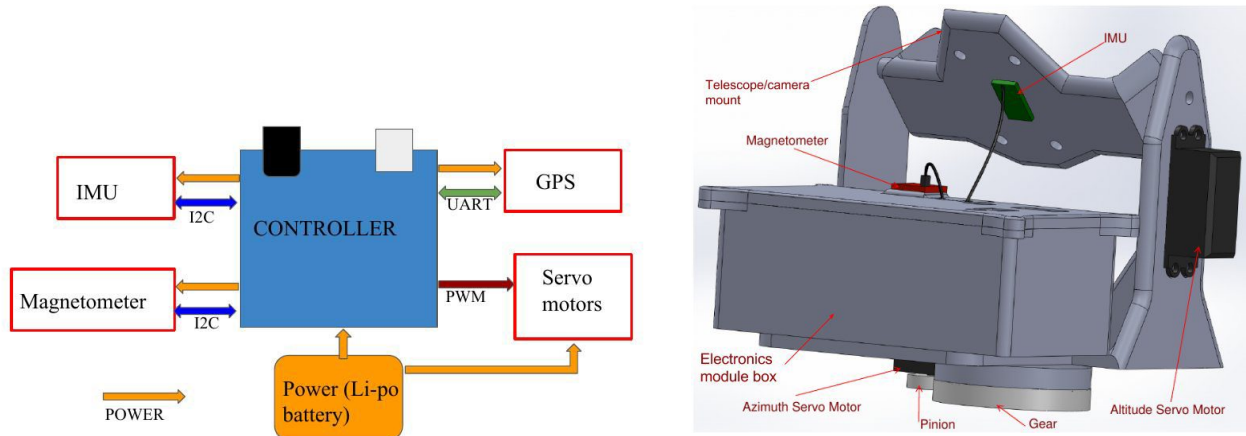 IMU
I2C
Magnetometer
I2C
CONTROLLER
GPS
UART
PWM
Servo
motors
Power (Li-po
battery)
POWER
IMU
Telescope/camera
mount
Magnetometer
Electronics
module box
Azimuth Servo Motor
Pinion
Gear
Altitude Servo Motor